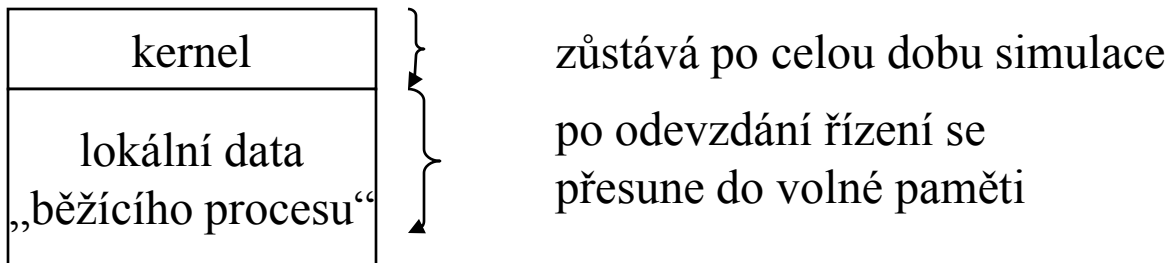 kernel
zůstává po celou dobu simulace
lokální data
„běžícího procesu“
po odevzdání řízení se
přesune do volné paměti